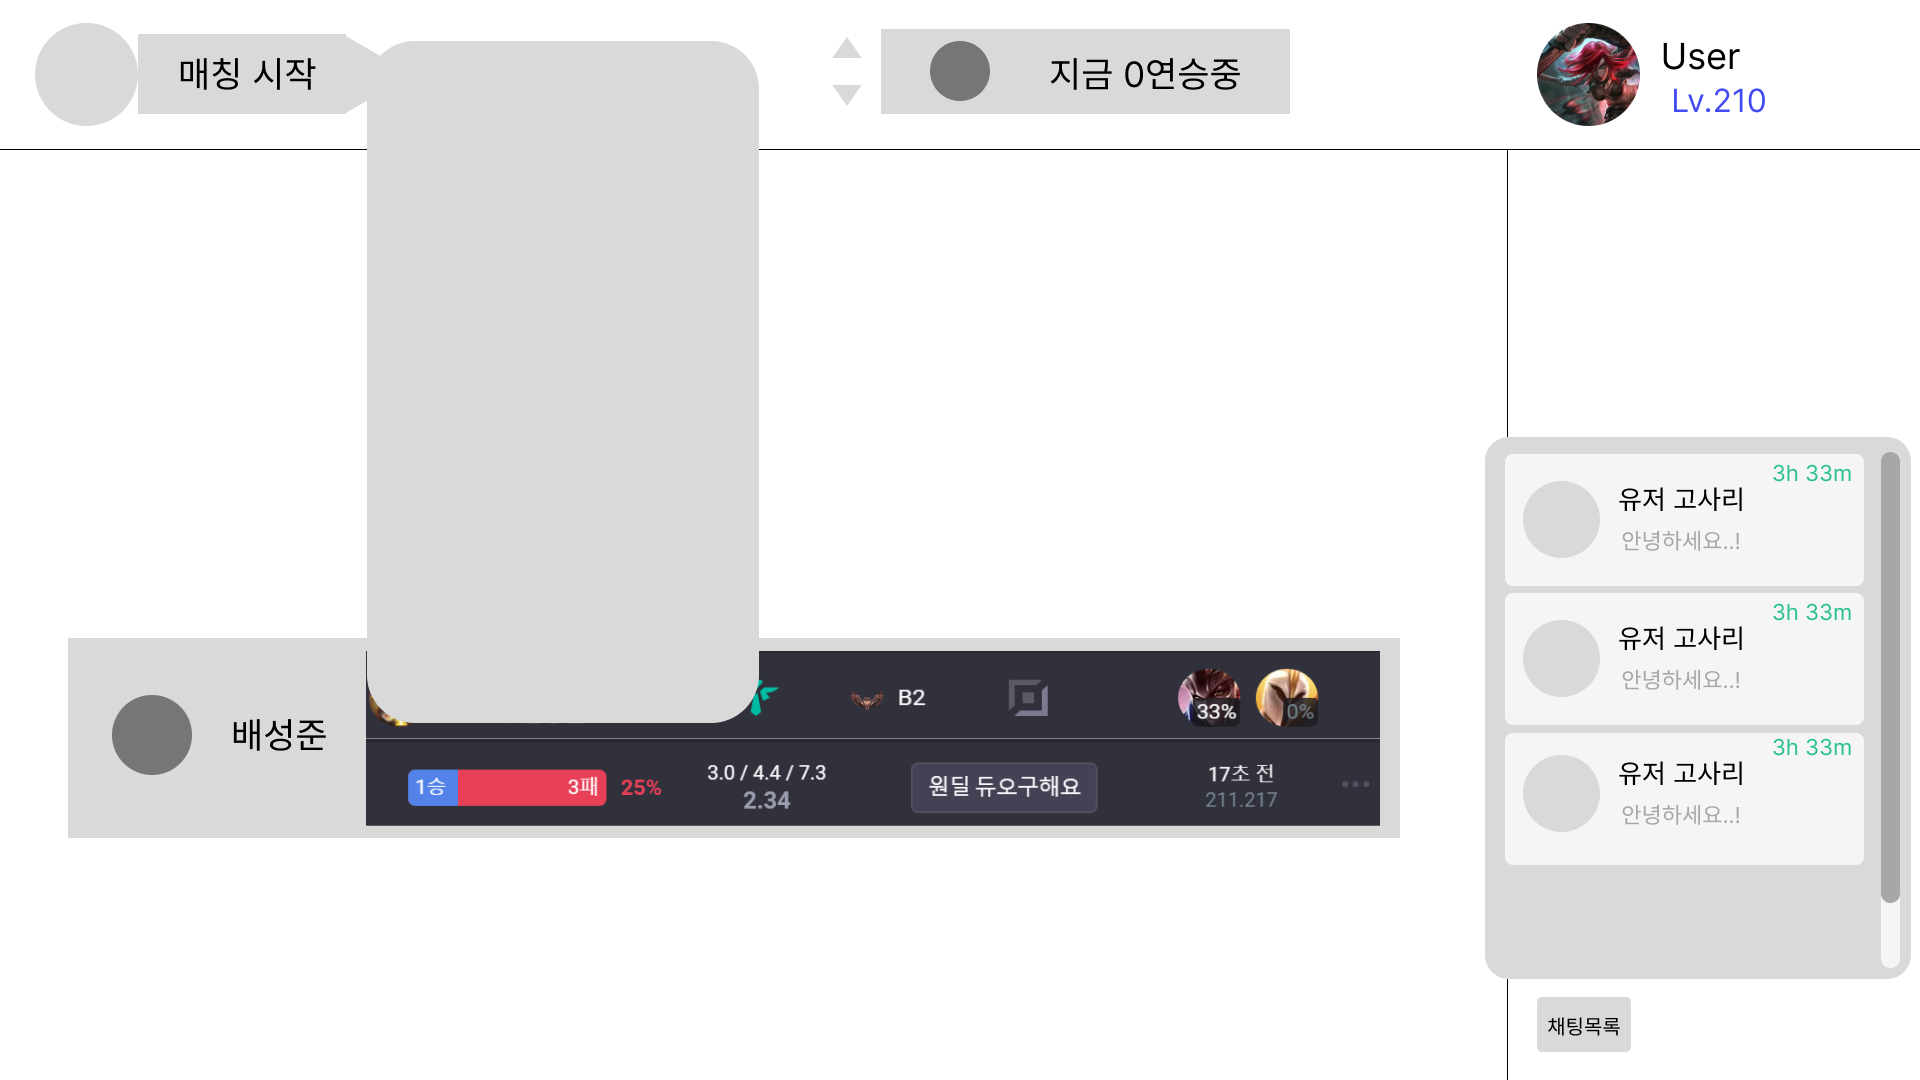 매칭 시작
지금 0연승중
User
Lv.210
3h 33m
유저 고사리
안녕하세요..!
3h 33m
유저 고사리
안녕하세요..!
3h 33m
유저 고사리
안녕하세요..!
배성준
B2
33%
0%
1승
3패
25%
3.0 / 4.4 / 7.3
2.34
원딜 듀오구해요
17초 전
211.217
채팅목록